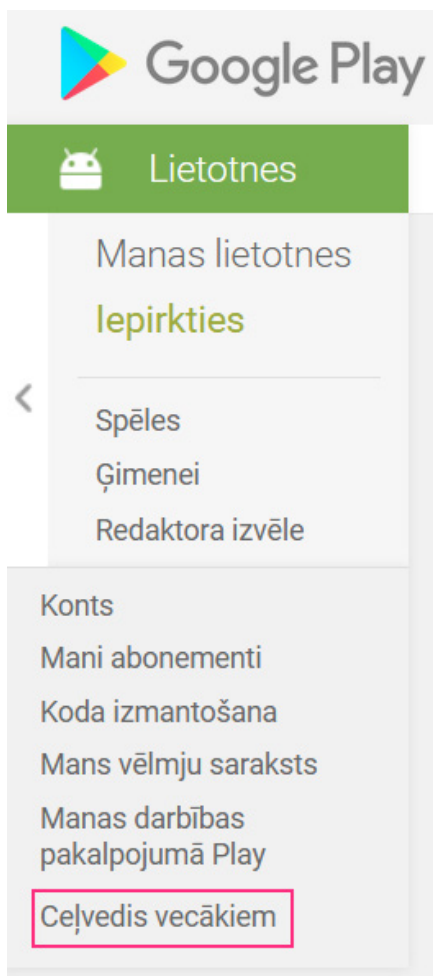 Google Play
Lietotnes
Manas lietotnes
Iepirkties
Spēles
Ģimenei
Redaktora izvēle
Konts
Mani abonementi
Koda izmantošana
Mans vēlmju saraksts
Manas darbības
pakalpojumā Play
Ceļvedis vecākiem